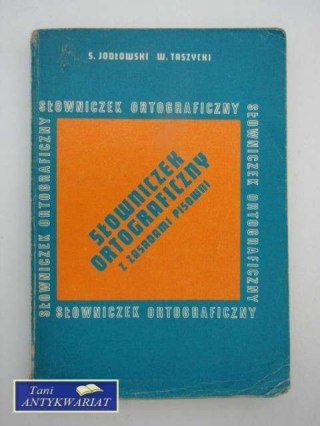 S. JODŁOWSKI W. TASZYCKI
SŁOWNICZEK ORTOGRAFICZNY
SŁOWNICZEK ORTOGRAFICZNY
SŁOWNICZEK ORTOGRAFICZNY
SŁOWNICZEK
ORTOGRAFICZNY
Z ZASADAMI PISOWNI
SŁOWNICZEK ORTOGRAFICZNY
Tani
ANTYKWARIAT